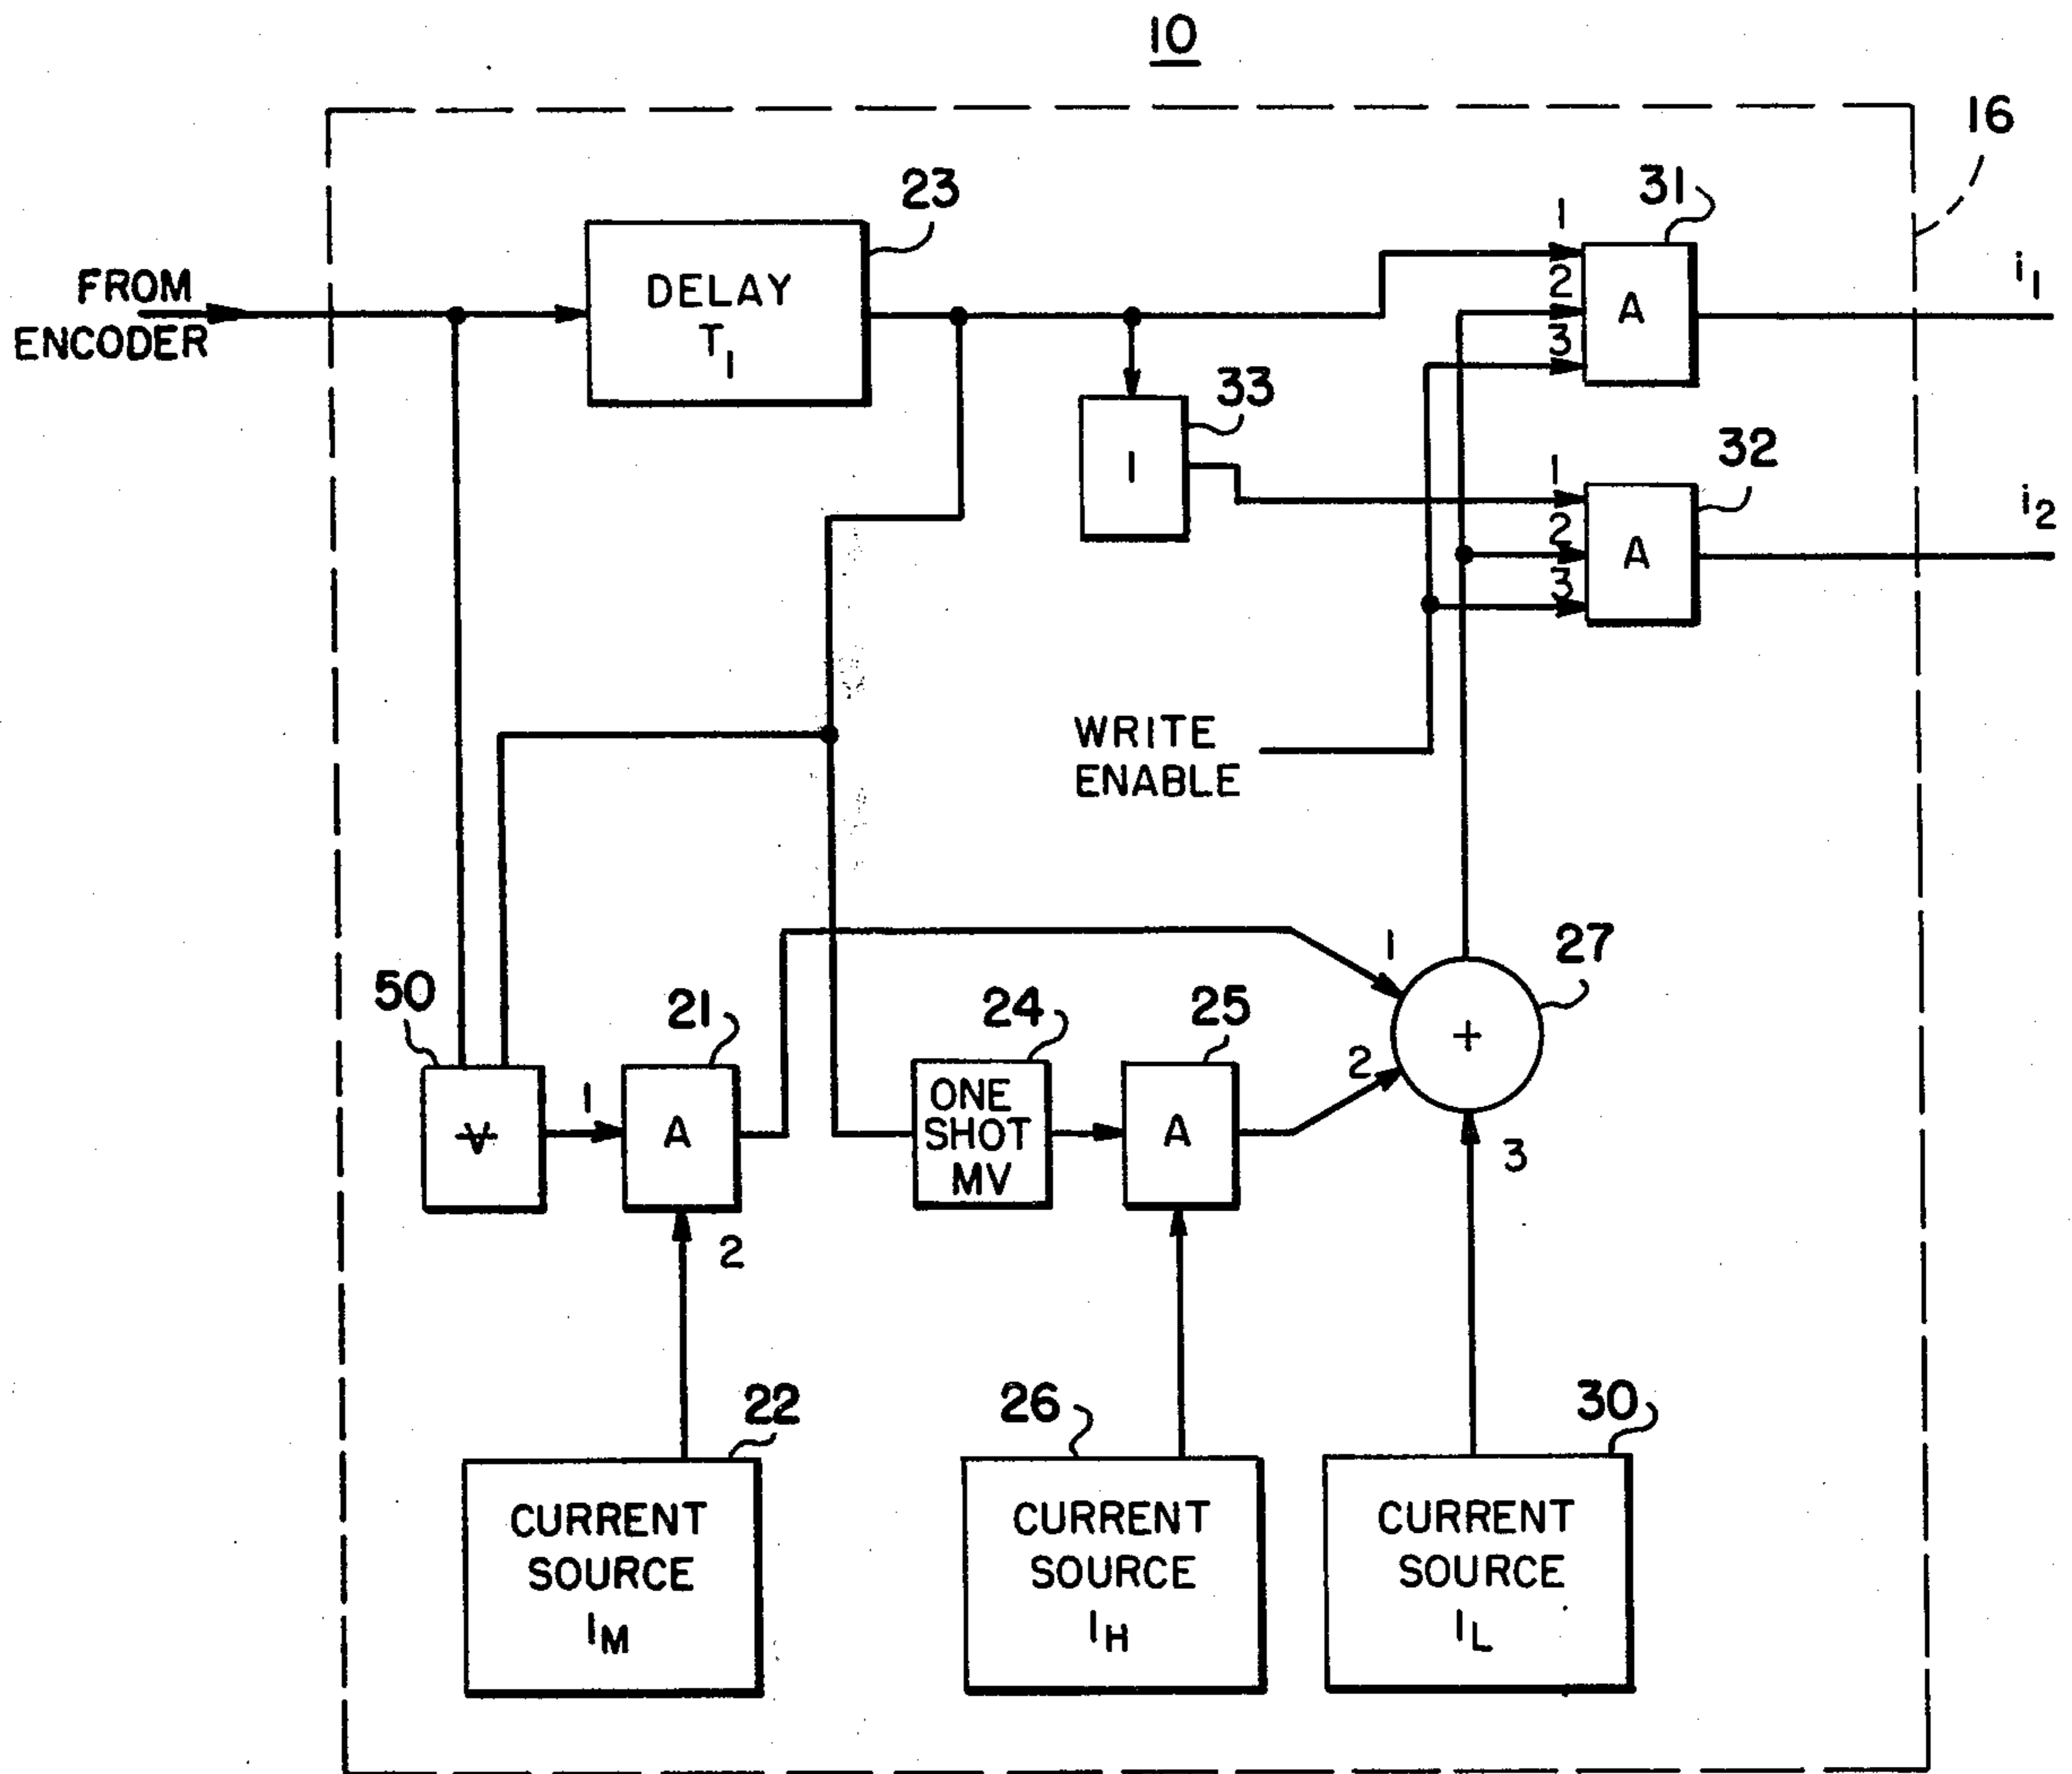 10
16
23
31
1
i1
FROM
ENCODER
DELAY
T1
2
A
3
33
32
1
I
i2
2
A
3
WRITE
ENABLE
1
27
50
21
24
25
2
+
1
ONE
SHOT
MV
A
A
3
2
22
26
30
CURRENT
SOURCE
IM
CURRENT
SOURCE
IH
CURRENT
SOURCE
IL